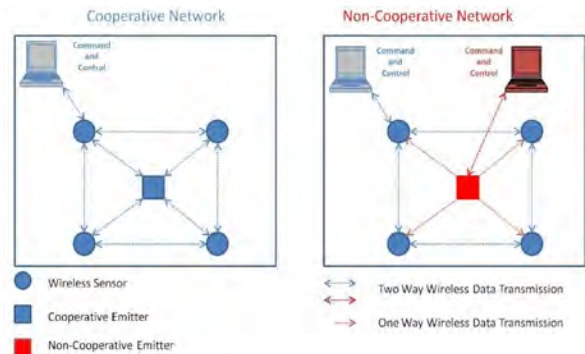 Cooperative Network
Non-Cooperative Network
Command
and
Control
Command
and
Control
Command
and
Control
Wireless Sensor
Cooperative Emitter
Non-Cooperative Emitter
Two Way Wireless Data Transmission
One Way Wireless Data Transmission